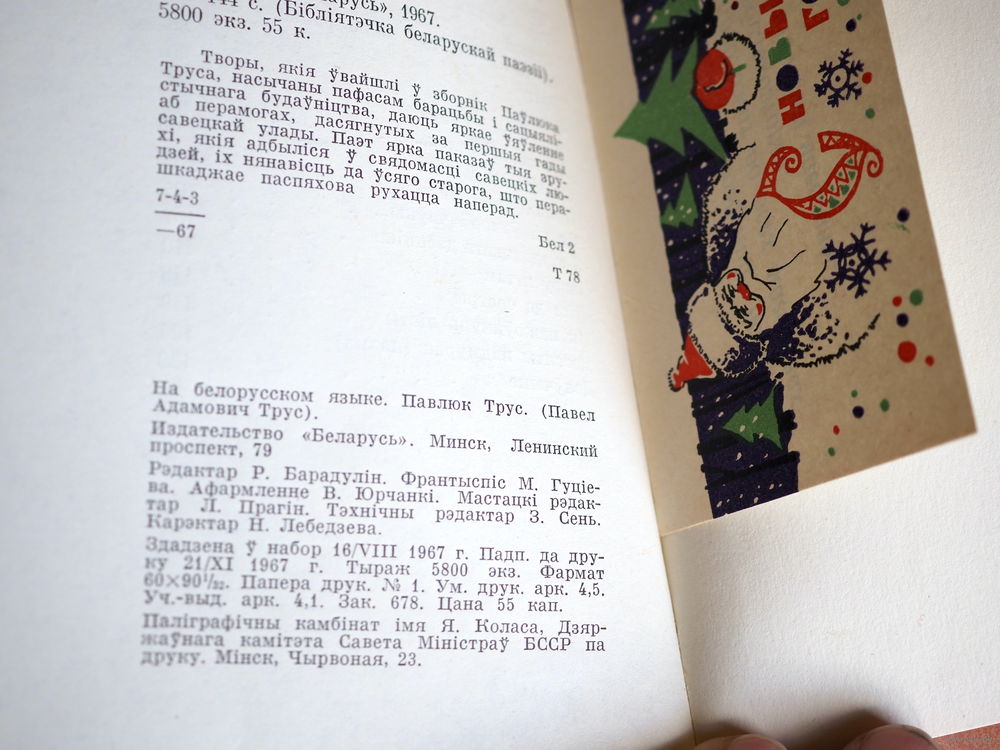 арусь», 1967.
144 с. (Бібліятэчка беларускай паэзіі).
5800 экз. 55 к.
Творы, якія ўвайшлі ў зборнік Паўлюка
Труса, насычаны пафасам барацьбы і сацыялі-
стычнага будаўніцтва, даюць яркае ўяўленне
аб перамогах, дасягнутых за першыя гады
савецкай улады. Паэт ярка паказаў тыя зру-
хі, якія адбыліся ў свядомасці савецкіх лю-
дзей, іх нянавісць да ўсяго старога, што пера-
шкаджае паспяхова рухацца наперад.
7-4-3
—67
Бел 2
Т 78
На белорусском языке. Павлюк Трус. (Павел
Адамович Трус).
Издательство «Беларусь». Минск, Ленинский
проспект, 79
Рэдактар Р. Барадулін. Франтыспіс М. Гуціе-
ва. Афармленне В. Юрчанкі. Мастацкі рэдак-
тар Л. Прагін. Тэхнічны рэдактар З. Сень.
Карэктар Н. Лебедзева.
Здадзена ў набор 16/VIII 1967 г. Падп. да дру-
ку 21/XI 1967 г. Тыраж 5800 экз. Фармат
60×90¹/₃₂. Папера друк. № 1. Ум. друк. арк. 4,5.
Уч.-выд. арк. 4,1. Зак. 678. Цана 55 кап.
Паліграфічны камбінат імя Я. Коласа, Дзяр-
жаўнага камітэта Савета Міністраў БССР па
друку. Мінск, Чырвоная, 23.
НОВЫ